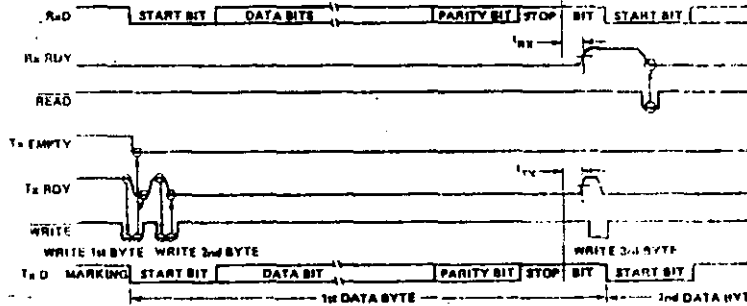 RxD START BIT DATA BITS PARITY BIT STOP BIT START BIT
tRX
Rx RDY
READ
Tx EMPTY
tTX
Tx RDY
WRITE
WRITE 1st BYTE WRITE 2nd BYTE WRITE 3rd BYTE
TxD MARKING START BIT DATA BIT PARITY BIT STOP BIT START BIT
1st DATA BYTE 2nd DATA BYTE